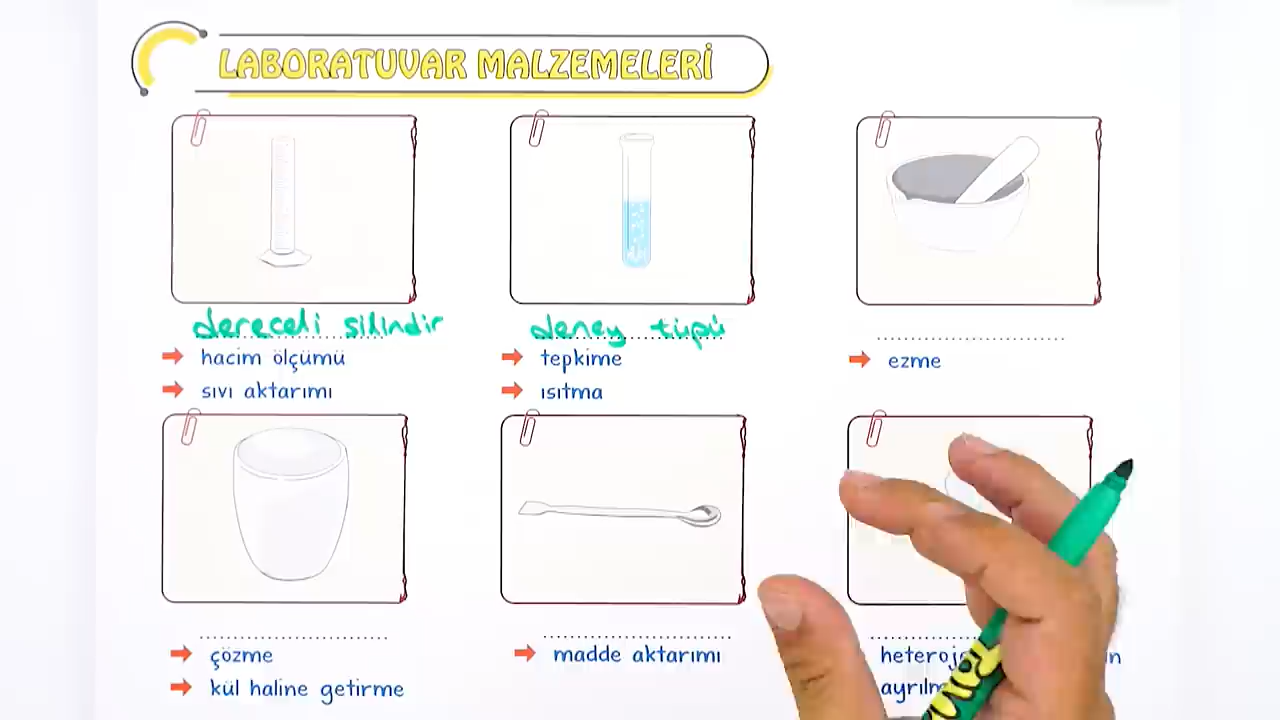 LABORATUVAR MALZEMELERİ
dereceli silindir
hacim ölçümü
sıvı aktarımı
deney tüpü
tepkime
ısıtma
ezme
çözme
kül haline getirme
madde aktarımı